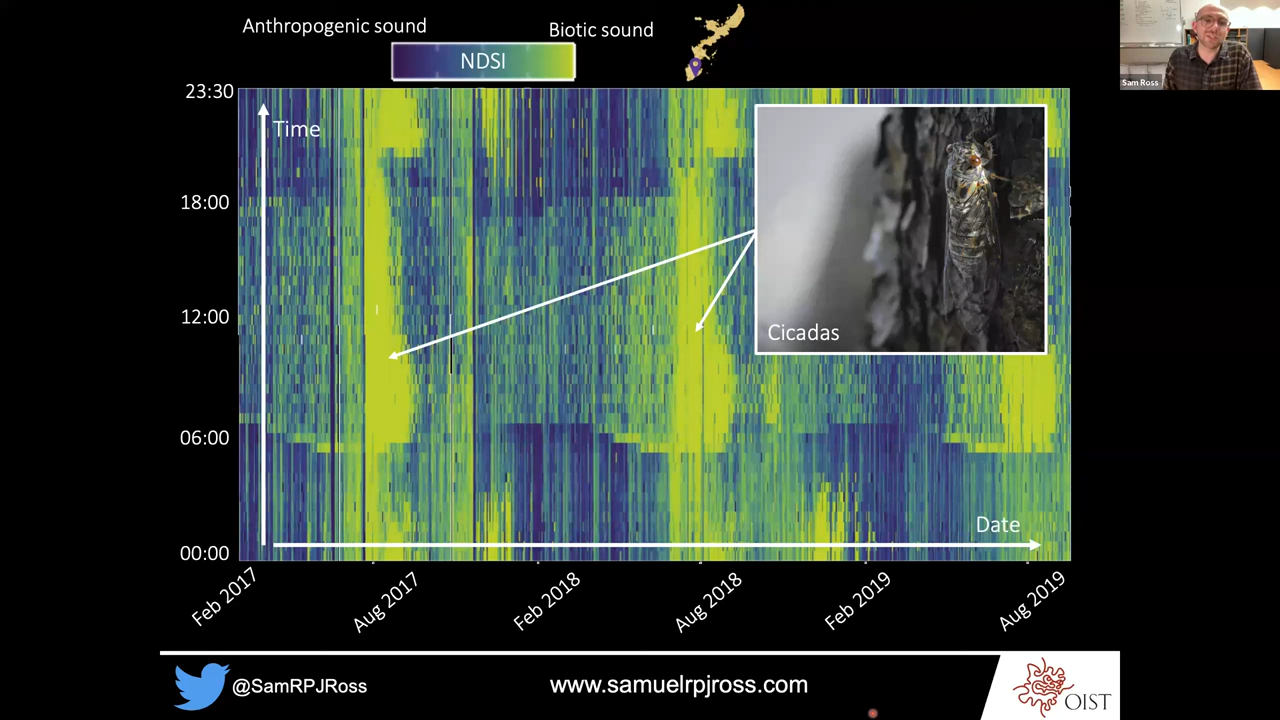 Anthropogenic sound
Biotic sound
NDSI
Sam Ross
23:30
Time
18:00
12:00
Cicadas
06:00
Date
00:00
Feb 2017
Aug 2017
Feb 2018
Aug 2018
Feb 2019
Aug 2019
@SamRPJRoss
www.samuelrpjross.com
OIST